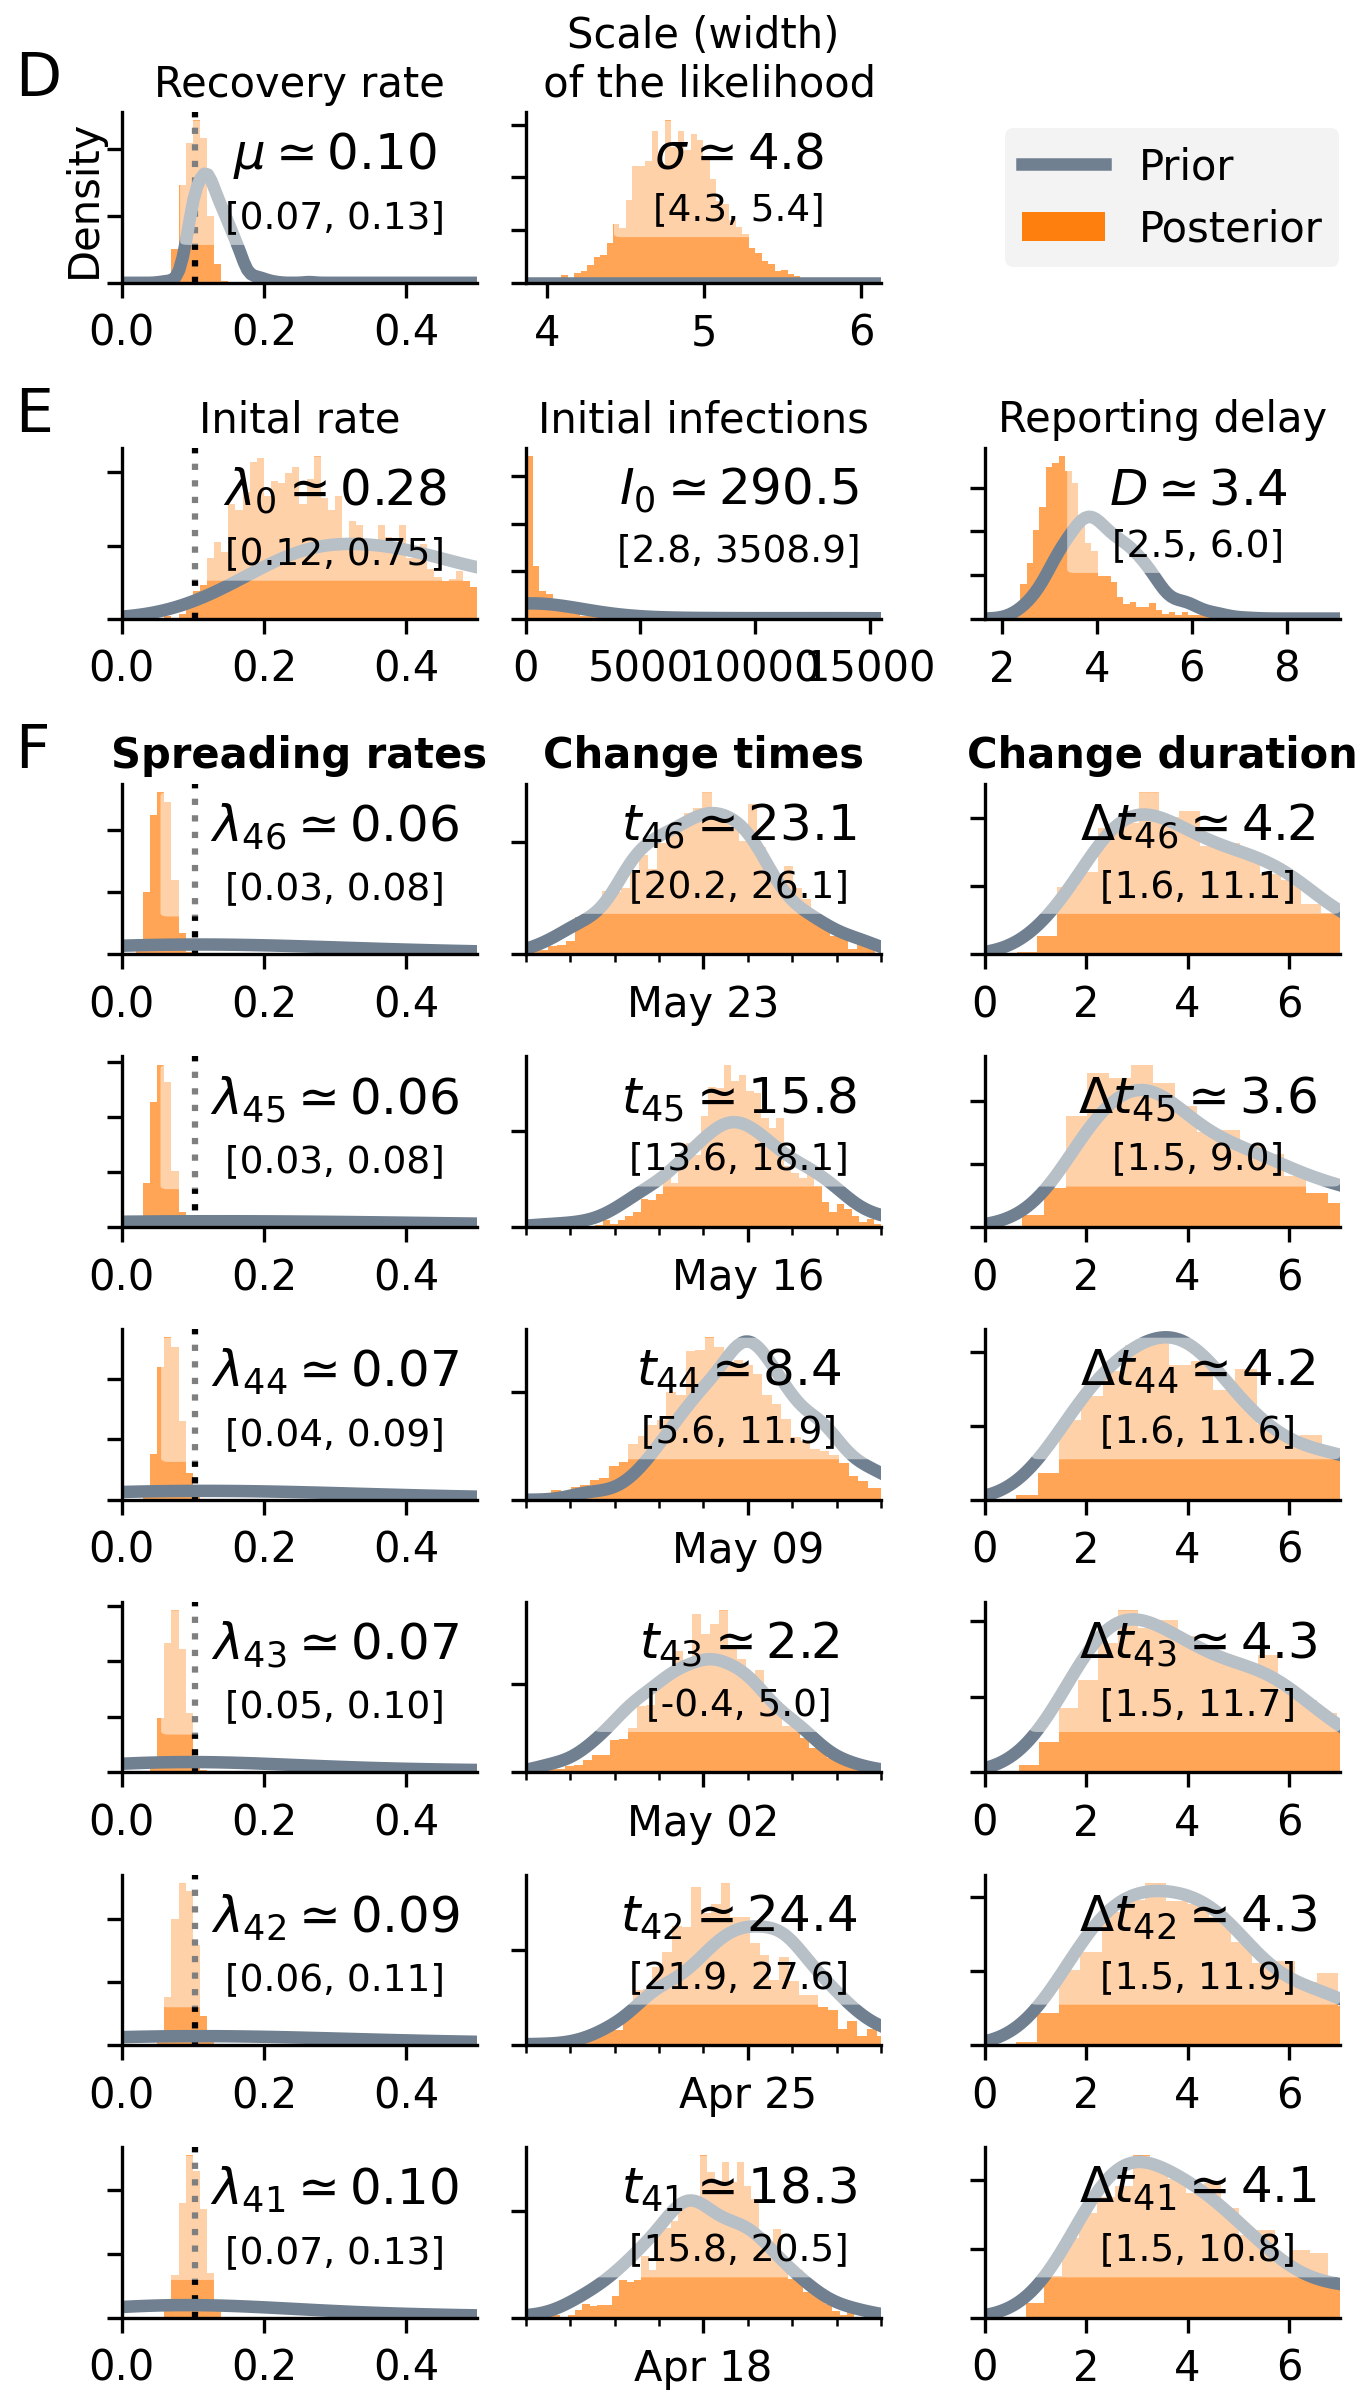 D
Recovery rate
Scale (width)
of the likelihood
Density
μ ≃ 0.10
[0.07, 0.13]
0.0 0.2 0.4
σ ≃ 4.8
[4.3, 5.4]
4 5 6
Prior
Posterior
E
Inital rate
λ0 ≃ 0.28
[0.12, 0.75]
0.0 0.2 0.4
Initial infections
I0 ≃ 290.5
[2.8, 3508.9]
0 5000 10000 15000
Reporting delay
D ≃ 3.4
[2.5, 6.0]
2 4 6 8
F
Spreading rates
Change times
Change duration
λ46 ≃ 0.06
[0.03, 0.08]
0.0 0.2 0.4
t46 ≃ 23.1
[20.2, 26.1]
May 23
Δt46 ≃ 4.2
[1.6, 11.1]
0 2 4 6
λ45 ≃ 0.06
[0.03, 0.08]
0.0 0.2 0.4
t45 ≃ 15.8
[13.6, 18.1]
May 16
Δt45 ≃ 3.6
[1.5, 9.0]
0 2 4 6
λ44 ≃ 0.07
[0.04, 0.09]
0.0 0.2 0.4
t44 ≃ 8.4
[5.6, 11.9]
May 09
Δt44 ≃ 4.2
[1.6, 11.6]
0 2 4 6
λ43 ≃ 0.07
[0.05, 0.10]
0.0 0.2 0.4
t43 ≃ 2.2
[-0.4, 5.0]
May 02
Δt43 ≃ 4.3
[1.5, 11.7]
0 2 4 6
λ42 ≃ 0.09
[0.06, 0.11]
0.0 0.2 0.4
t42 ≃ 24.4
[21.9, 27.6]
Apr 25
Δt42 ≃ 4.3
[1.5, 11.9]
0 2 4 6
λ41 ≃ 0.10
[0.07, 0.13]
0.0 0.2 0.4
t41 ≃ 18.3
[15.8, 20.5]
Apr 18
Δt41 ≃ 4.1
[1.5, 10.8]
0 2 4 6